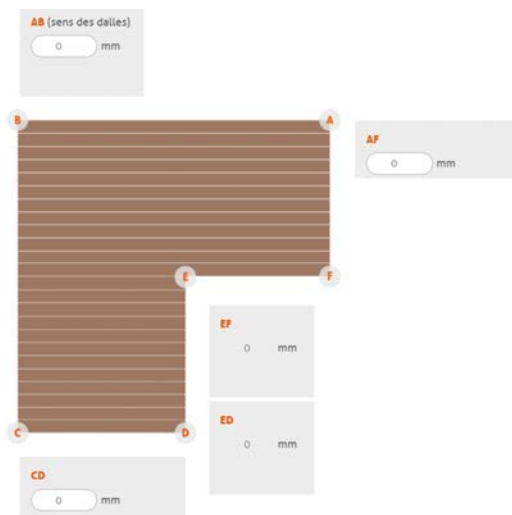 AB (sens des dalles)
0 mm
B
A
AF
0 mm
E
F
EF
0 mm
ED
0 mm
C
D
CD
0 mm